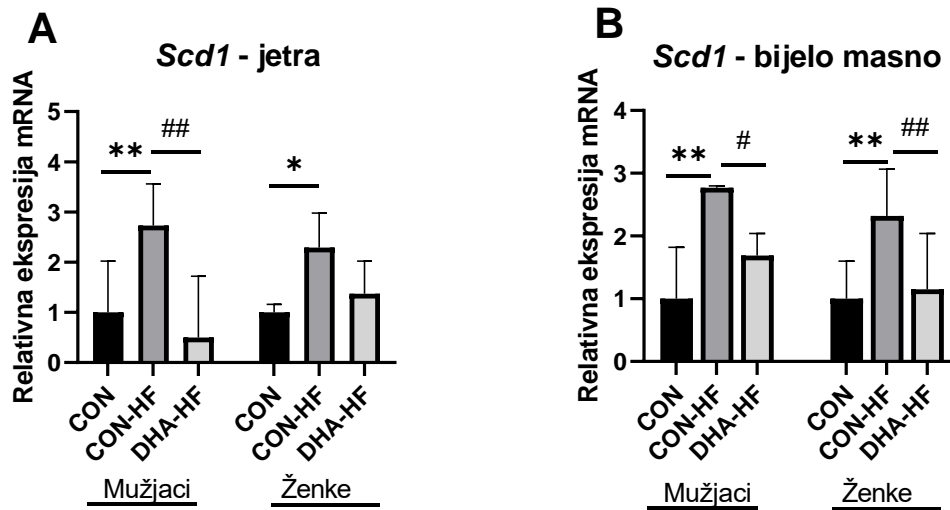 A
Scd1 - jetra
Relativna ekspresija mRNA
5
4
3
2
1
0
** ## *
CON CON-HF DHA-HF CON CON-HF DHA-HF
Mužjaci Ženke
B
Scd1 - bijelo masno
Relativna ekspresija mRNA
4
3
2
1
0
** # ** ##
CON CON-HF DHA-HF CON CON-HF DHA-HF
Mužjaci Ženke